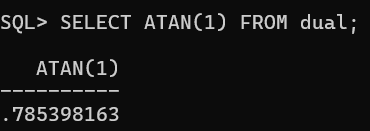 SQL> SELECT ATAN(1) FROM dual;
   ATAN(1)
----------
.785398163